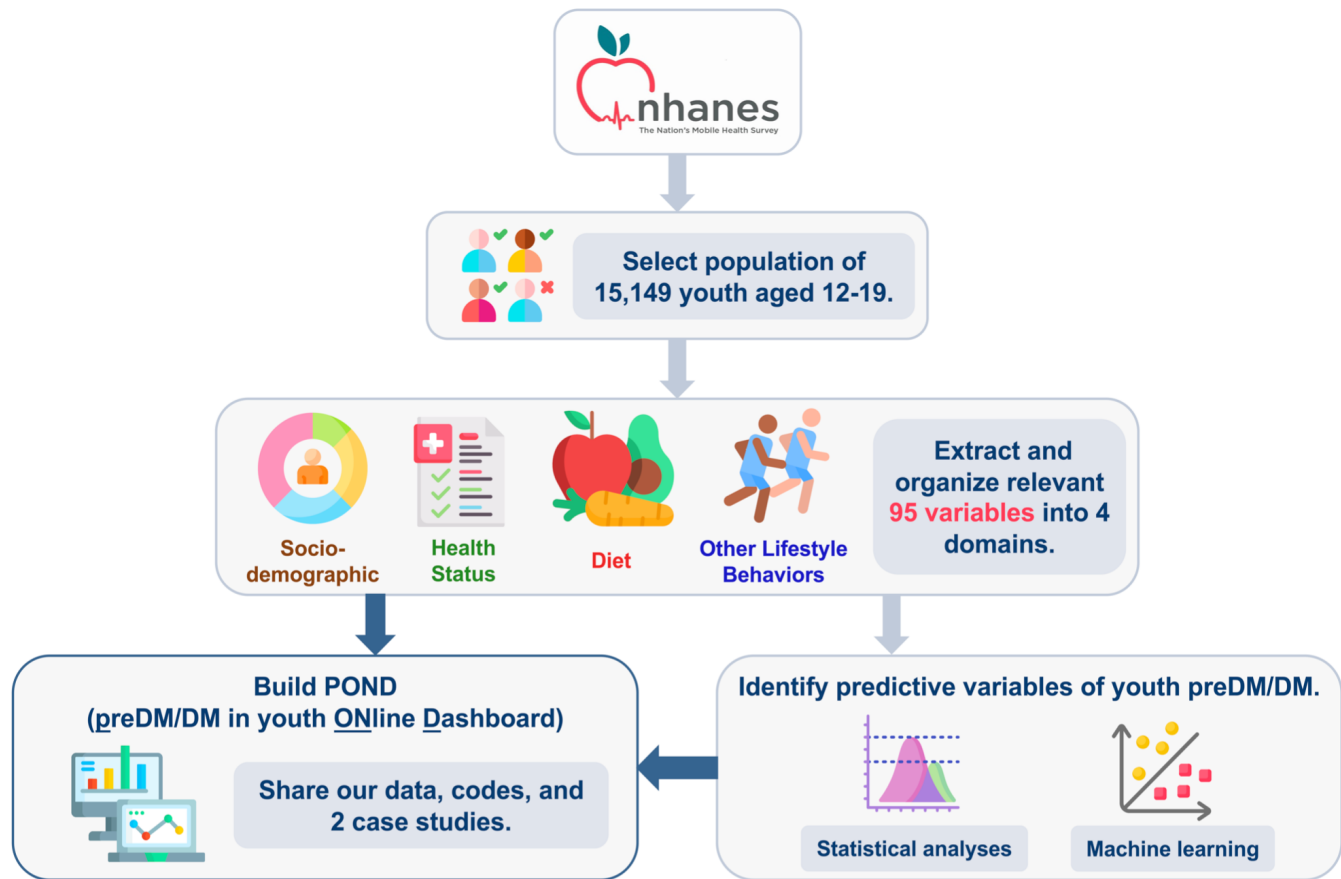 nhanes
The Nation's Mobile Health Survey
Select population of
15,149 youth aged 12-19.
Socio-
demographic
Health
Status
Diet
Other Lifestyle
Behaviors
Extract and
organize relevant
95 variables into 4
domains.
Build POND
(preDM/DM in youth ONline Dashboard)
Share our data, codes, and
2 case studies.
Identify predictive variables of youth preDM/DM.
Statistical analyses
Machine learning